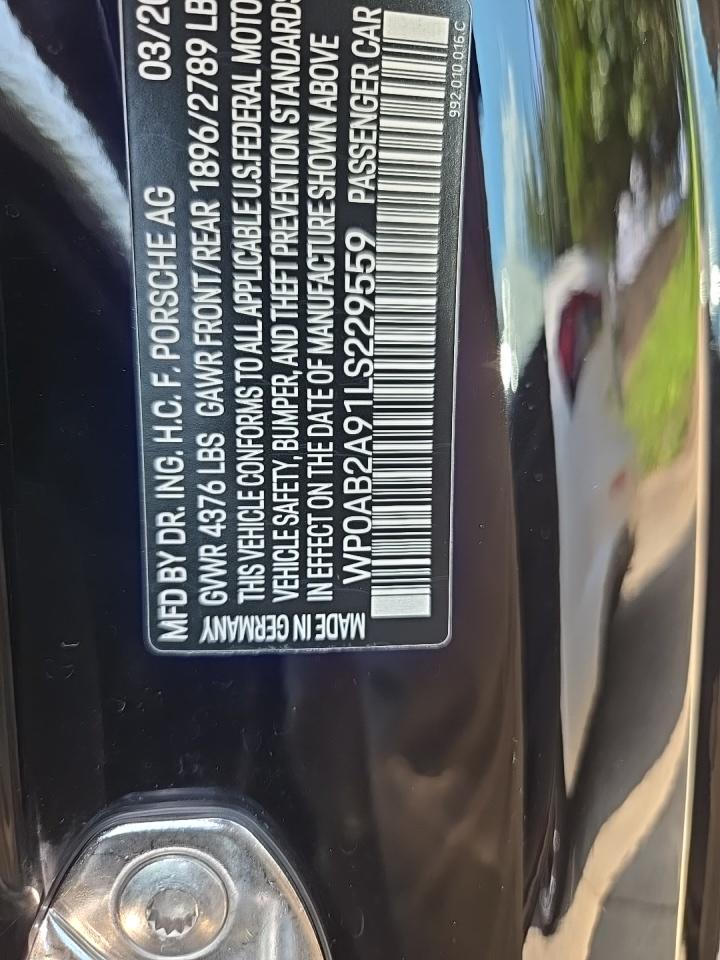 MFD BY DR. ING. H.C. F. PORSCHE AG 03/20
GVWR 4376 LBS GAWR FRONT/REAR 1896/2789 LB
THIS VEHICLE CONFORMS TO ALL APPLICABLE U.S.FEDERAL MOTO
VEHICLE SAFETY, BUMPER, AND THEFT PREVENTION STANDARDS
IN EFFECT ON THE DATE OF MANUFACTURE SHOWN ABOVE
WP0AB2A91LS229559 PASSENGER CAR
MADE IN GERMANY
992.010.016.C